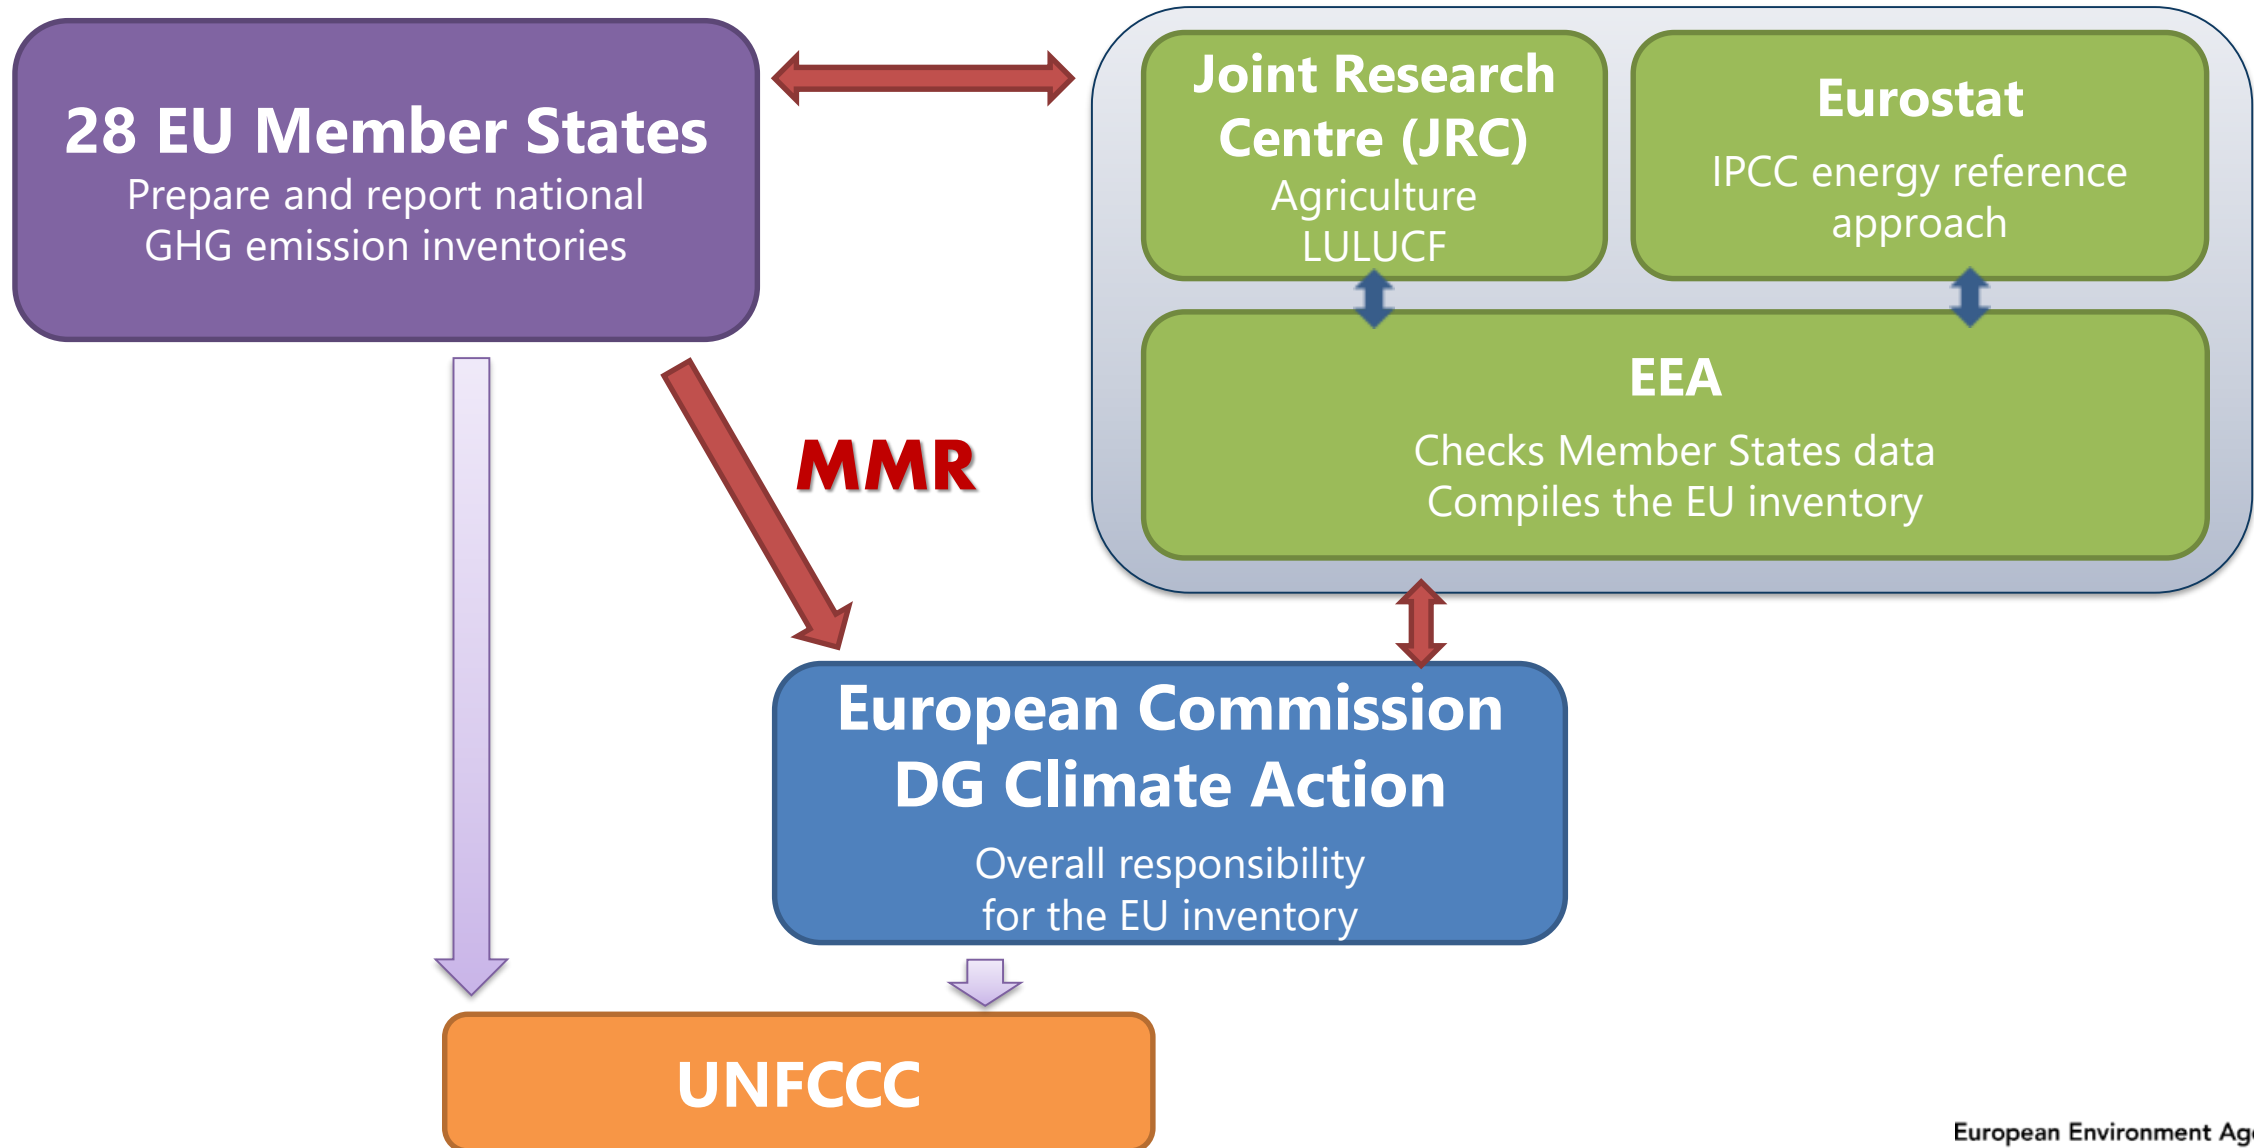 28 EU Member States
Prepare and report national
GHG emission inventories
Joint Research
Centre (JRC)
Agriculture
LULUCF
Eurostat
IPCC energy reference
approach
EEA
Checks Member States data
Compiles the EU inventory
MMR
European Commission
DG Climate Action
Overall responsibility
for the EU inventory
UNFCCC
European Environment